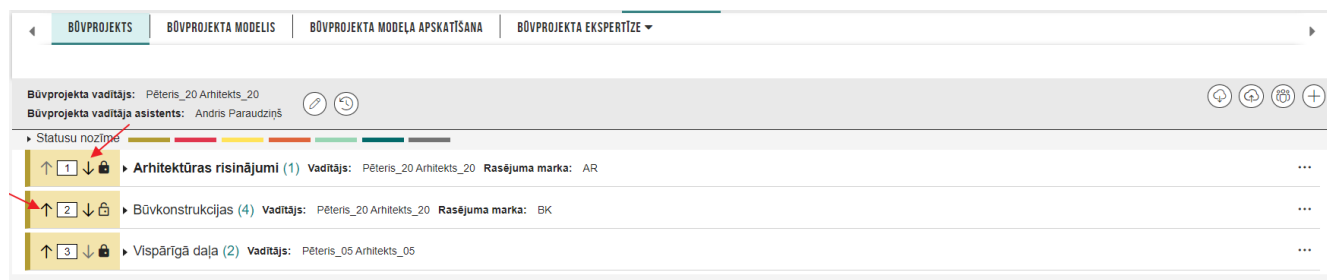 BŪVPROJEKTS BŪVPROJEKTA MODELIS BŪVPROJEKTA MODEĻA APSKATĪŠANA BŪVPROJEKTA EKSPERTĪZE
Būvprojekta vadītājs: Pēteris_20 Arhitekts_20
Būvprojekta vadītāja asistents: Andris Paraudziņš
Statusu nozīme
1 Arhitektūras risinājumi (1) Vadītājs: Pēteris_20 Arhitekts_20 Rasējuma marka: AR
2 Būvkonstrukcijas (4) Vadītājs: Pēteris_20 Arhitekts_20 Rasējuma marka: BK
3 Vispārīgā daļa (2) Vadītājs: Pēteris_05 Arhitekts_05